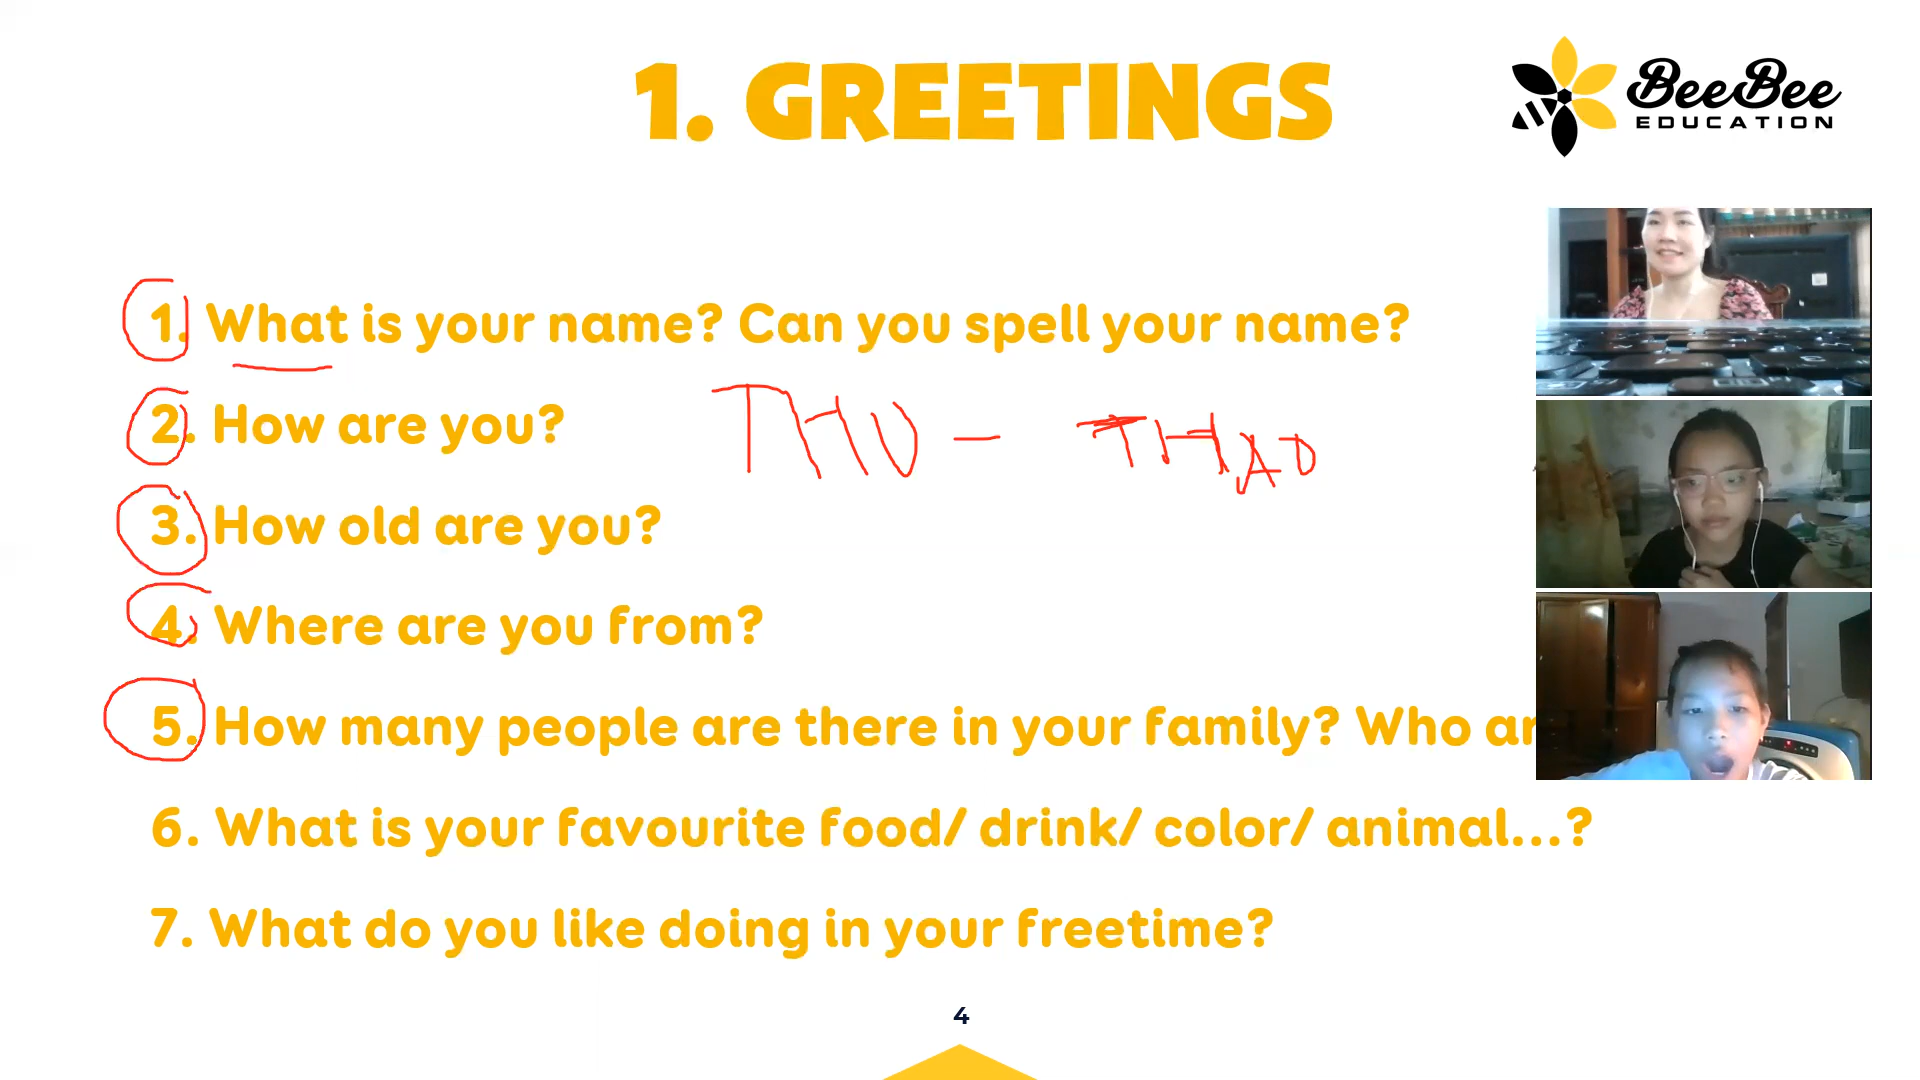 1. GREETINGS
BeeBee
EDUCATION
1. What is your name? Can you spell your name?
2. How are you?
THU - THAO
3. How old are you?
4. Where are you from?
5. How many people are there in your family? Who ar
6. What is your favourite food/ drink/ color/ animal...?
7. What do you like doing in your freetime?
4